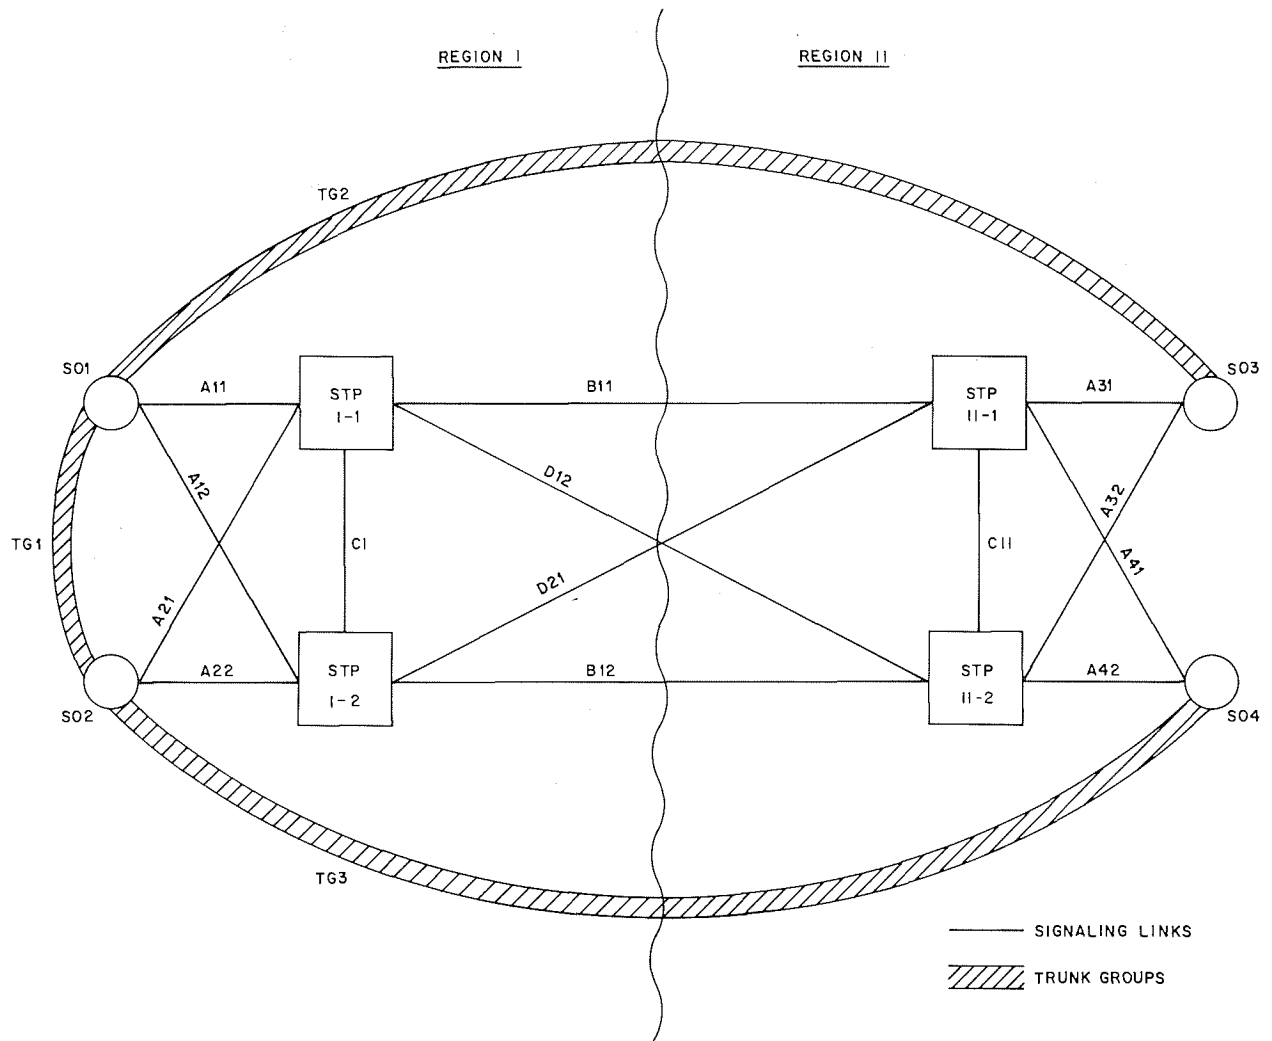 REGION I
REGION II
TG2
SO1
A11
STP
I-1
B11
STP
II-1
A31
SO3
A12
D12
A32
TG1
CI
CII
A41
A21
D21
SO2
A22
STP
I-2
B12
STP
II-2
A42
SO4
TG3
SIGNALING LINKS
TRUNK GROUPS